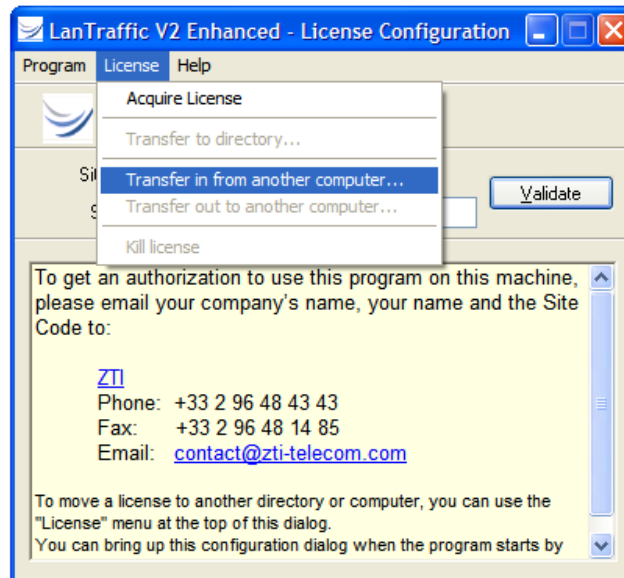 LanTraffic V2 Enhanced - License Configuration
Program License Help
Acquire License
Transfer to directory...
Transfer in from another computer...
Transfer out to another computer...
Kill license
Validate
To get an authorization to use this program on this machine,
please email your company's name, your name and the Site
Code to:
ZTI
Phone: +33 2 96 48 43 43
Fax: +33 2 96 48 14 85
Email: contact@zti-telecom.com
To move a license to another directory or computer, you can use the
"License" menu at the top of this dialog.
You can bring up this configuration dialog when the program starts by